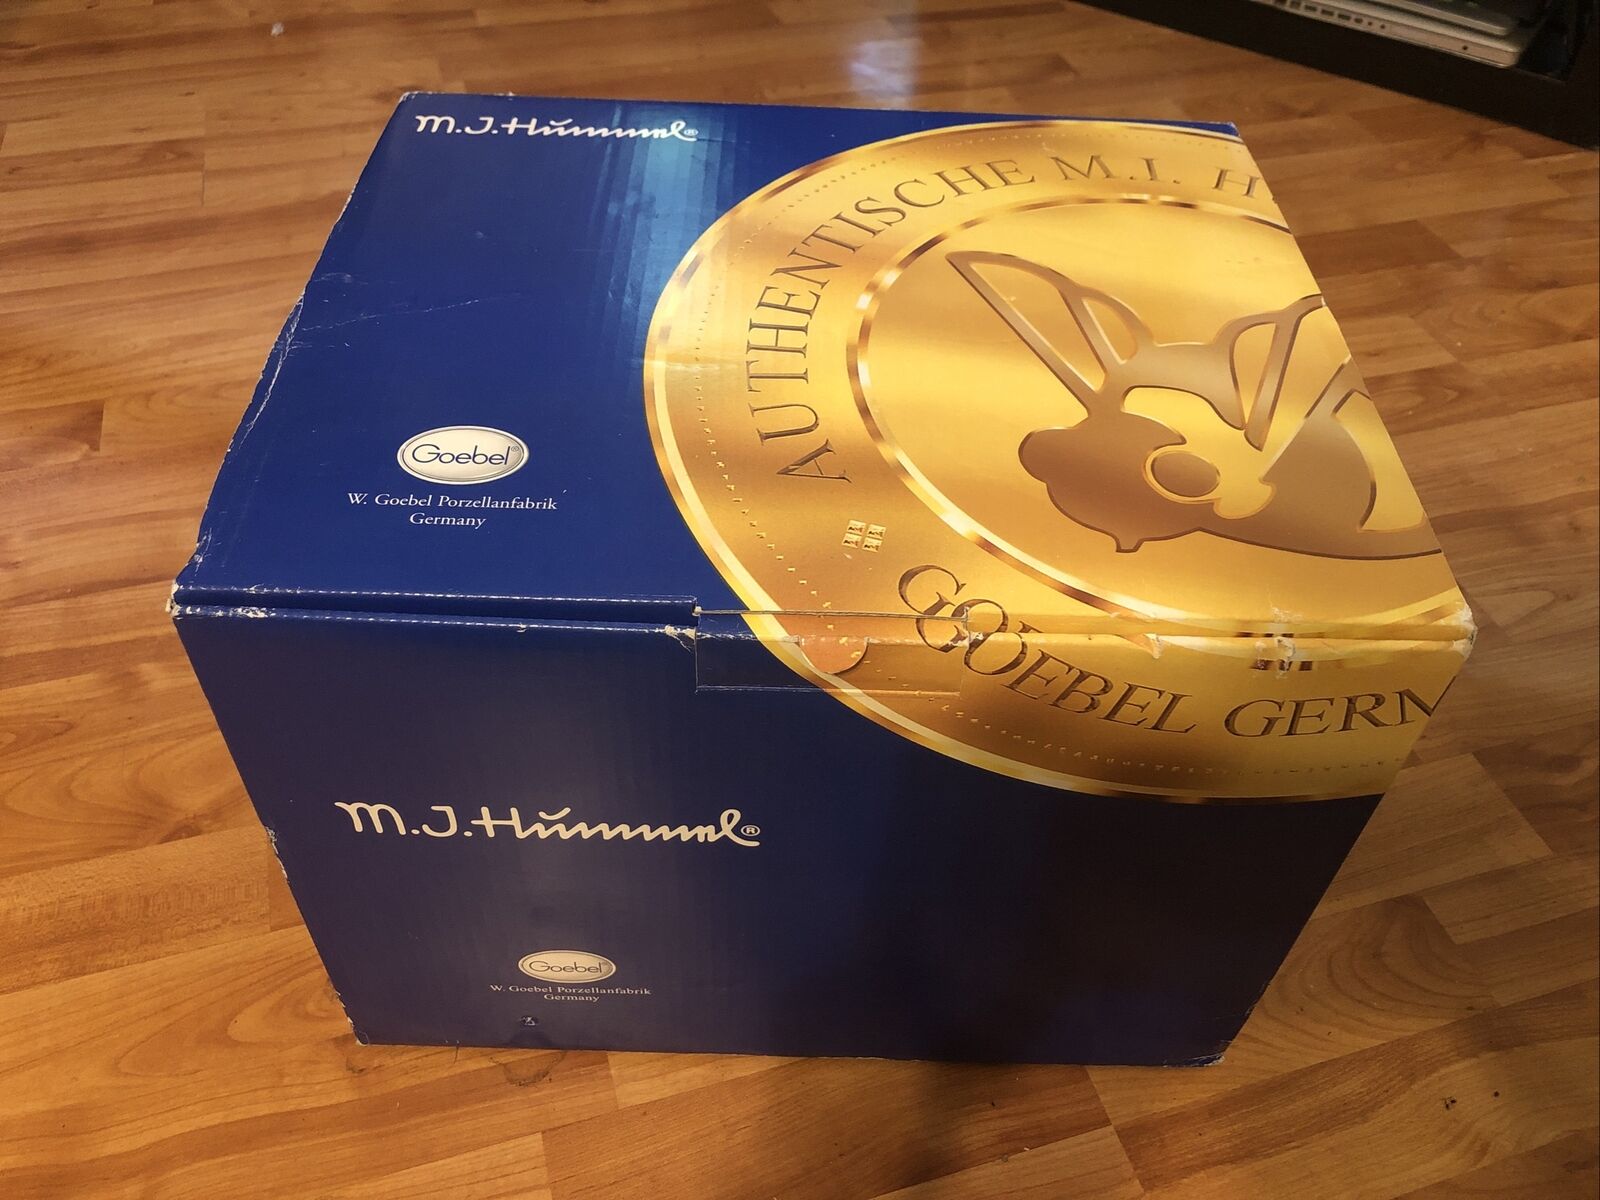 M.J.Hummel®
AUTHENTISCHE M.I. H
Goebel®
W. Goebel Porzellanfabrik
Germany
GOEBEL GERM
M.J.Hummel®
Goebel®
W. Goebel Porzellanfabrik
Germany